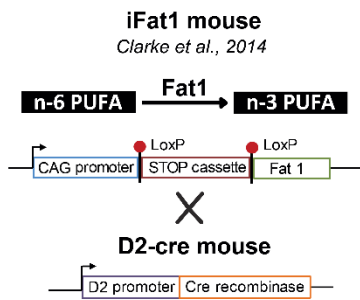 iFat1 mouse
Clarke et al., 2014
Fat1
n-6 PUFA n-3 PUFA
LoxP LoxP
CAG promoter STOP cassette Fat 1
D2-cre mouse
D2 promoter Cre recombinase